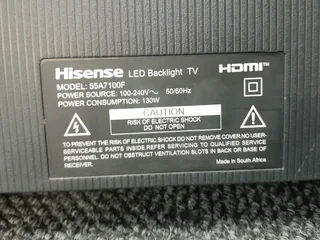 Hisense LED Backlight TV HDMI™
MODEL: 55A7100F
POWER SOURCE: 100-240V~ 50/60Hz
POWER CONSUMPTION: 130W
CAUTION
RISK OF ELECTRIC SHOCK
DO NOT OPEN
TO PREVENT THE RISK OF ELECTRIC SHOCK DO NOT REMOVE COVER, NO USER-
SERVICEABLE PARTS INSIDE. REFER SERVICING TO QUALIFIED SERVICE
PERSONNEL. DO NOT OBSTRUCT VENTILATION SLOTS IN BACK OR BASE OF
RECEIVER.
Made in South Africa